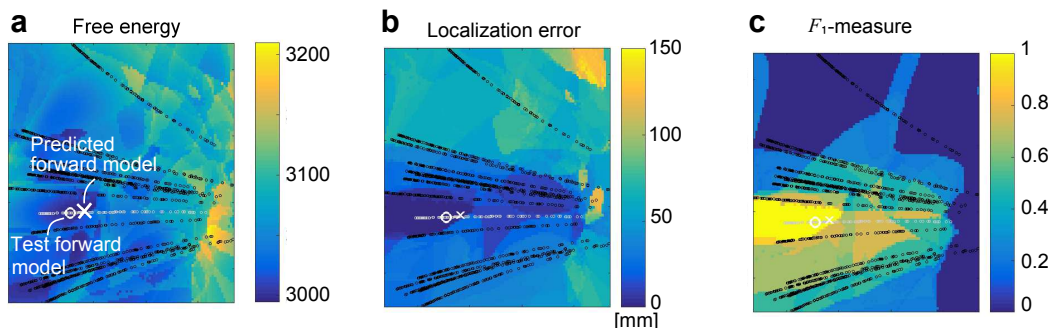 a
Free energy
3200
3100
3000
Predicted
forward model
Test forward
model
b
Localization error
150
100
50
0
[mm]
c
F₁-measure
1
0.8
0.6
0.4
0.2
0